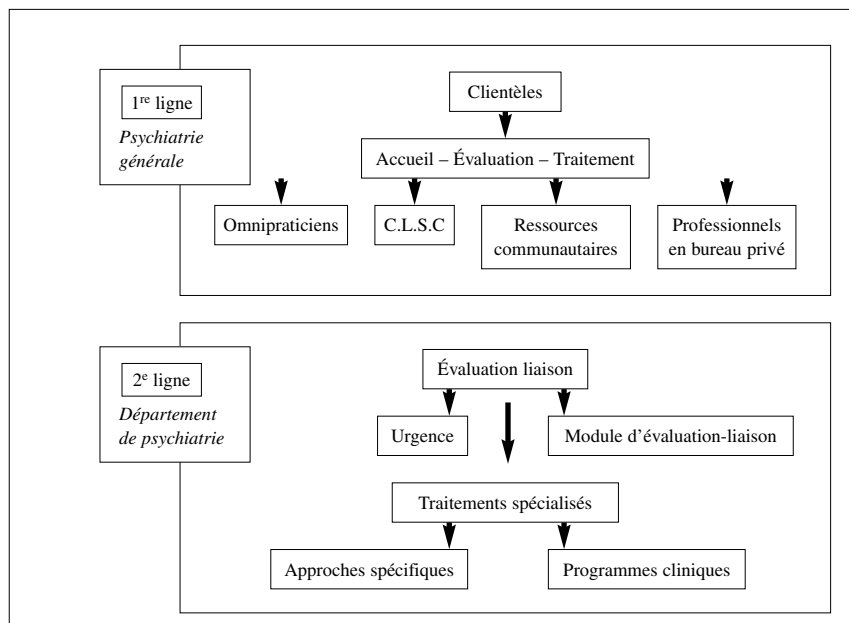 1re ligne
Psychiatrie
générale
Clientèles
Accueil – Évaluation – Traitement
Omnipraticiens
C.L.S.C
Ressources
communautaires
Professionnels
en bureau privé
2e ligne
Département
de psychiatrie
Évaluation liaison
Urgence
Module d’évaluation-liaison
Traitements spécialisés
Approches spécifiques
Programmes cliniques